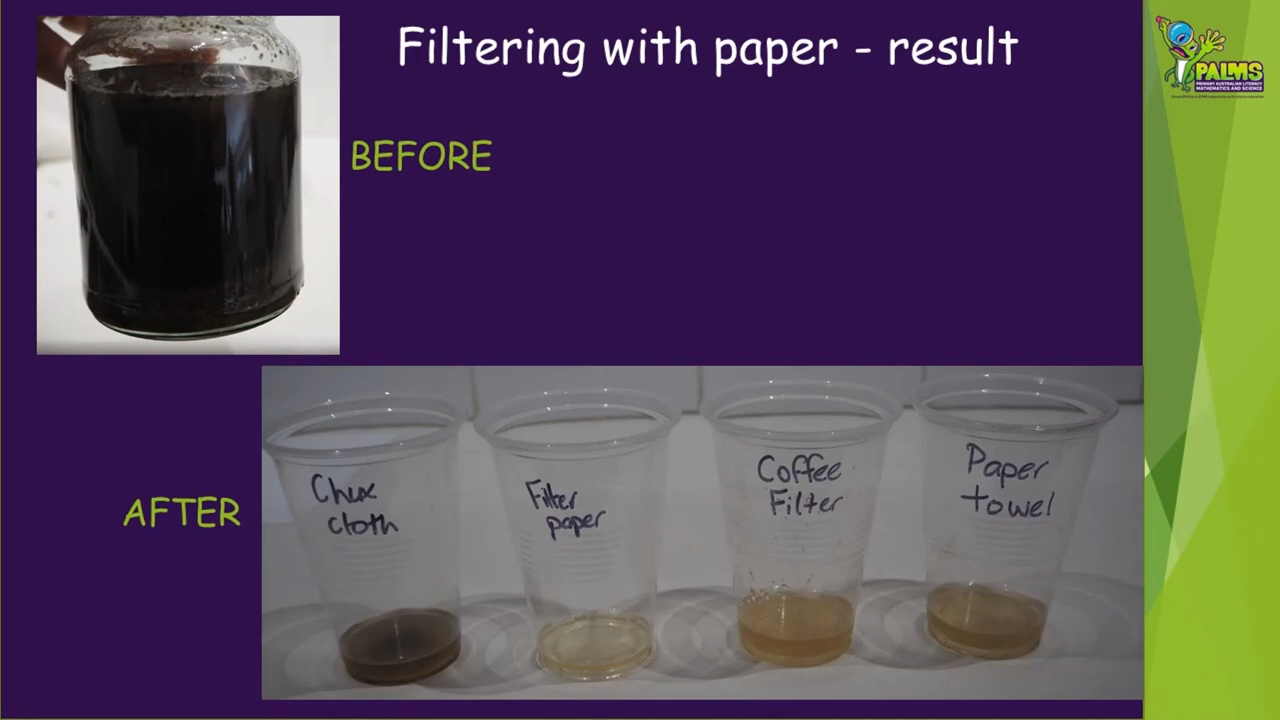 Filtering with paper - result
PALMS
PRIMARY AUSTRALIAN LITERACY
MATHEMATICS AND SCIENCE
BEFORE
AFTER
Chux
cloth
Filter
paper
Coffee
Filter
Paper
towel